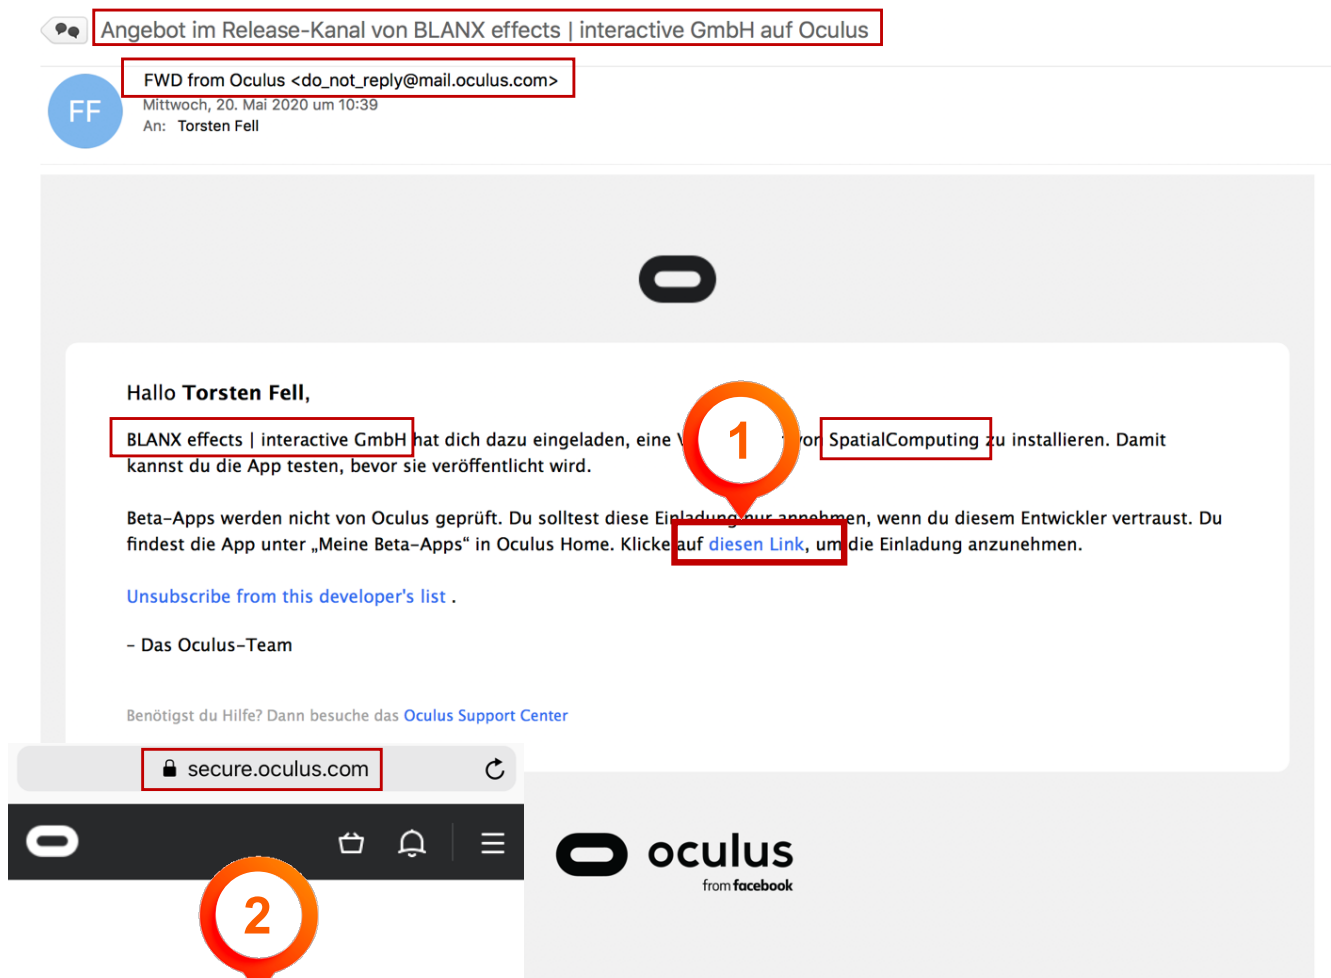 Angebot im Release-Kanal von BLANX effects | interactive GmbH auf Oculus
FF
FWD from Oculus <do_not_reply@mail.oculus.com>
Mittwoch, 20. Mai 2020 um 10:39
An: Torsten Fell
Hallo Torsten Fell,
BLANX effects | interactive GmbH hat dich dazu eingeladen, eine von SpatialComputing zu installieren. Damit
kannst du die App testen, bevor sie veröffentlicht wird.
1
Beta-Apps werden nicht von Oculus geprüft. Du solltest diese Einladung nur annehmen, wenn du diesem Entwickler vertraust. Du
findest die App unter „Meine Beta-Apps“ in Oculus Home. Klicke auf diesen Link, um die Einladung anzunehmen.
Unsubscribe from this developer's list .
– Das Oculus-Team
Benötigst du Hilfe? Dann besuche das Oculus Support Center
secure.oculus.com
2
oculus
from facebook